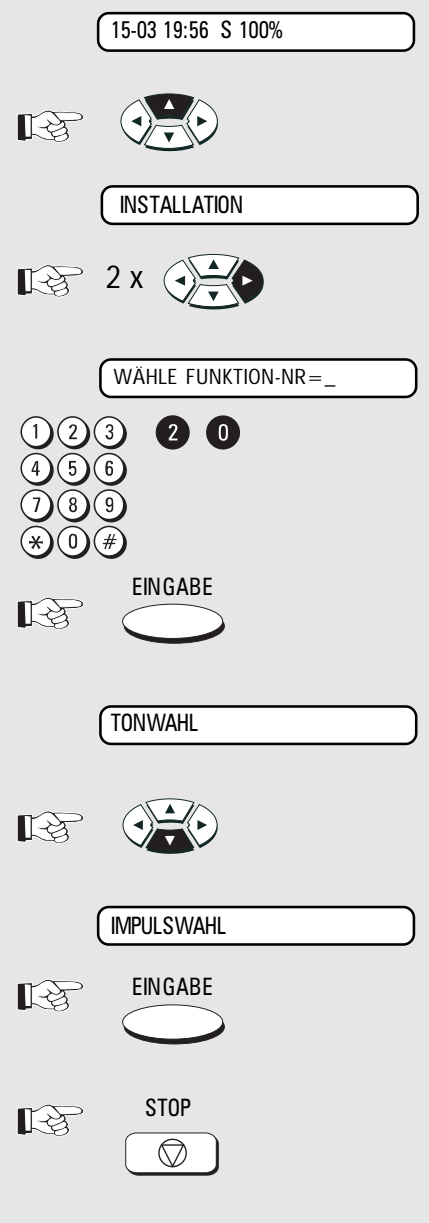 15-03 19:56 S 100%
INSTALLATION
2 x
WÄHLE FUNKTION-NR=_
1 2 3 2 0
4 5 6
7 8 9
* 0 #
EINGABE
TONWAHL
IMPULSWAHL
EINGABE
STOP